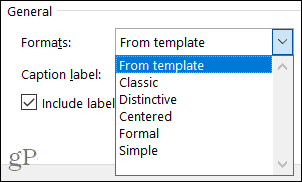 General
Formats: From template
From template
Caption label: Classic
Distinctive
Include label Centered
Formal
Simple
gP